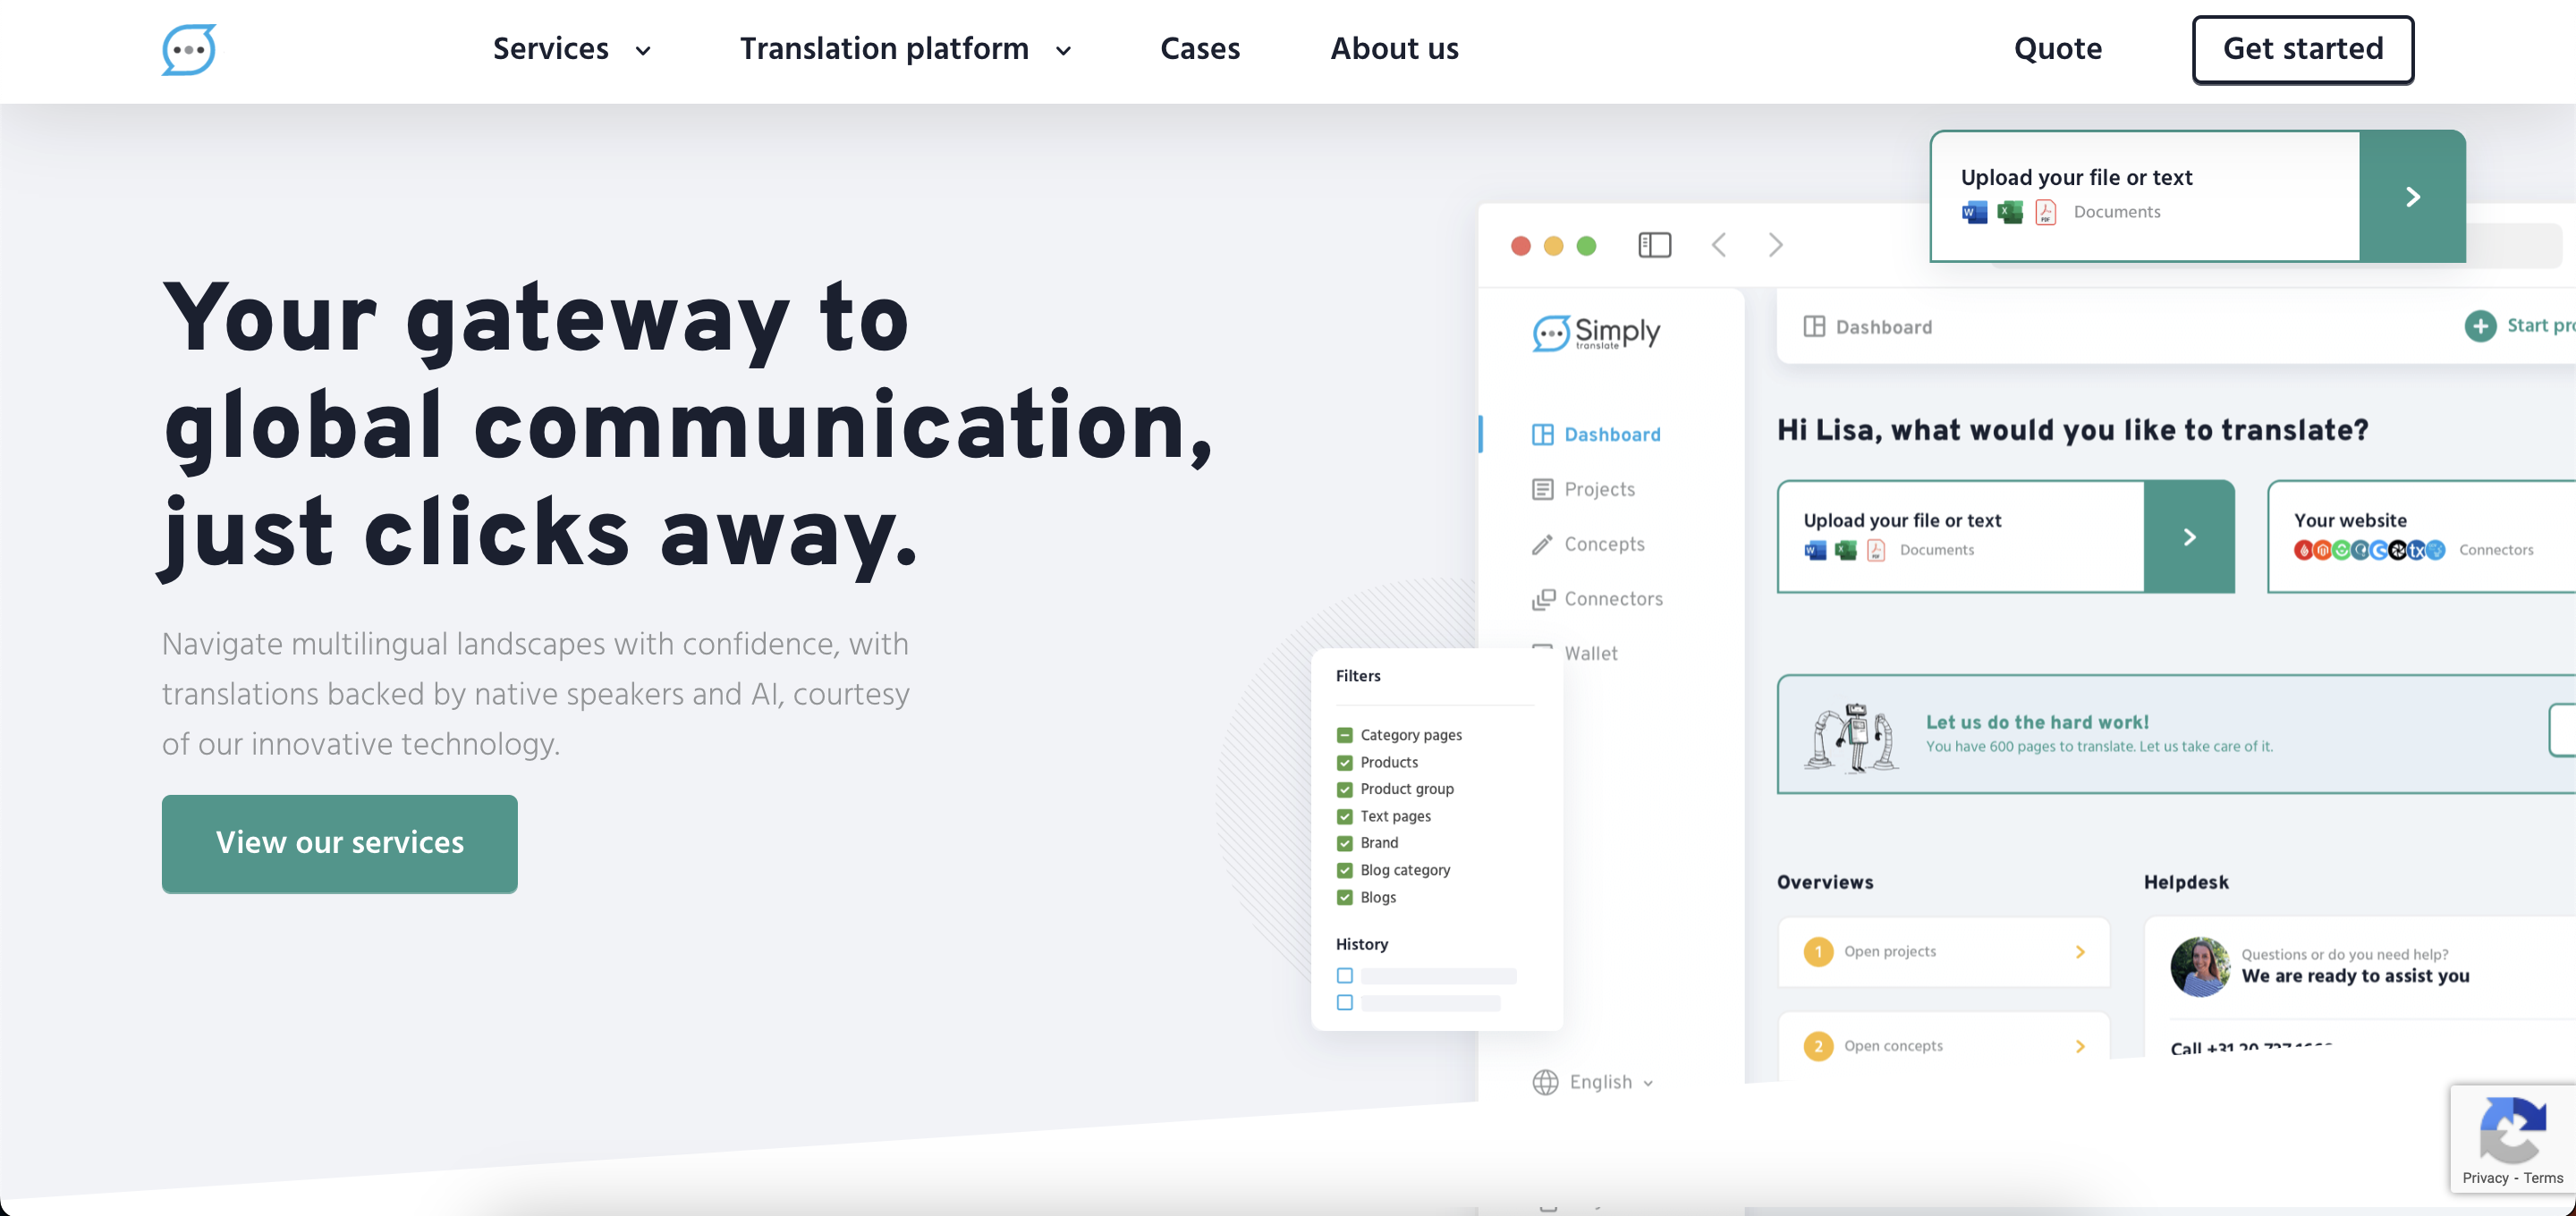 Services
Translation platform
Cases
About us
Quote
Get started
Your gateway to
global communication,
just clicks away.
Navigate multilingual landscapes with confidence, with
translations backed by native speakers and AI, courtesy
of our innovative technology.
View our services
Upload your file or text
Documents
Simply
translate
Dashboard
Projects
Concepts
Connectors
Wallet
English
Filters
Category pages
Products
Product group
Text pages
Brand
Blog category
Blogs
History
Dashboard
Start
Hi Lisa, what would you like to translate?
Upload your file or text
Documents
Your website
Connectors
Let us do the hard work!
You have 600 pages to translate. Let us take care of it.
Overviews
1 Open projects
2 Open concepts
Helpdesk
Questions or do you need help?
We are ready to assist you
Call +31 20
Privacy - Terms